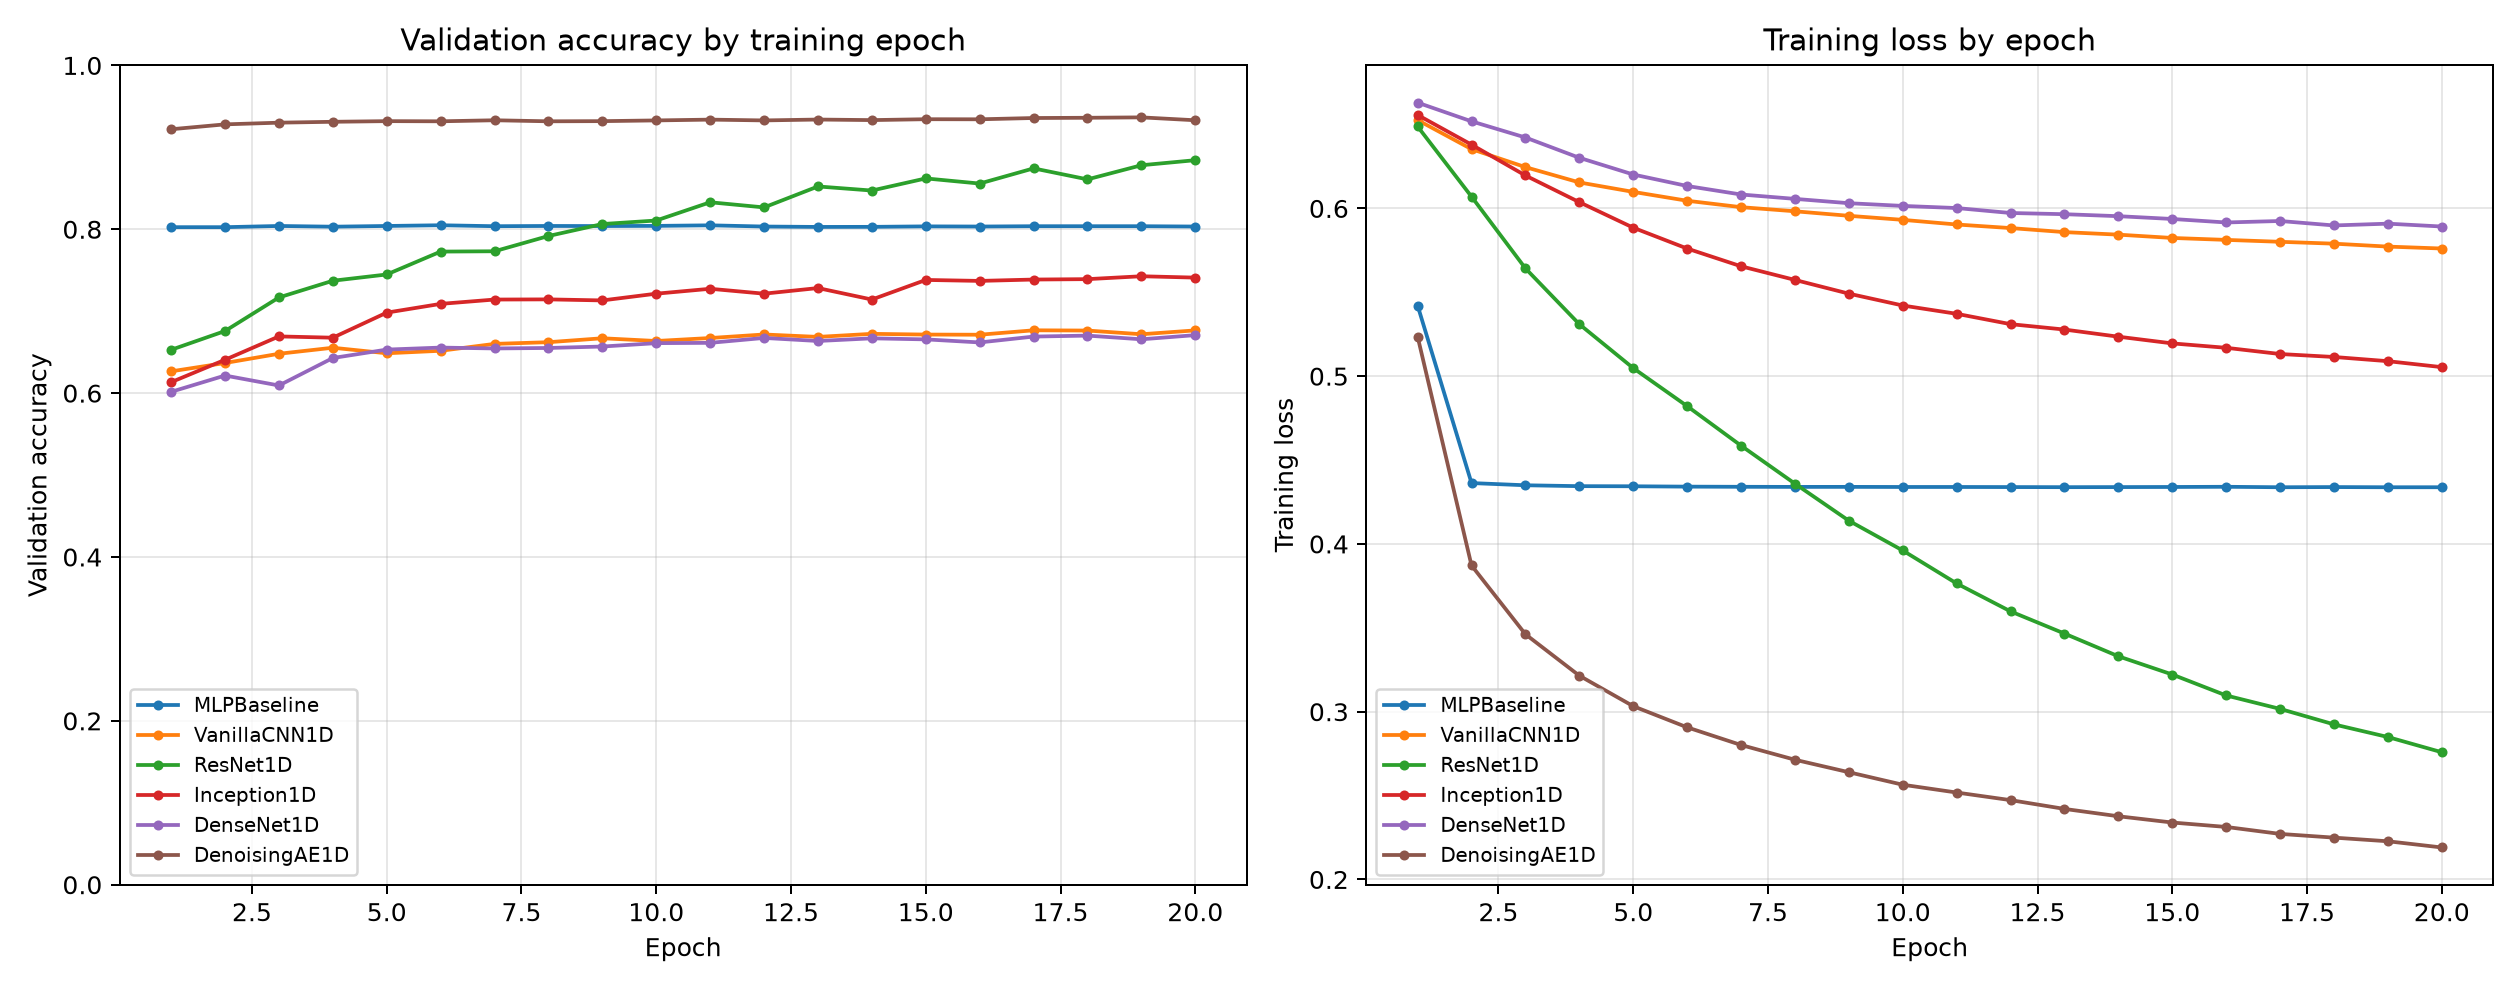 Validation accuracy by training epoch
Validation accuracy
1.0
0.8
0.6
0.4
0.2
0.0
MLPBaseline
VanillaCNN1D
ResNet1D
Inception1D
DenseNet1D
DenoisingAE1D
2.5 5.0 7.5 10.0 12.5 15.0 17.5 20.0
Epoch
Training loss by epoch
Training loss
0.6
0.5
0.4
0.3
0.2
MLPBaseline
VanillaCNN1D
ResNet1D
Inception1D
DenseNet1D
DenoisingAE1D
2.5 5.0 7.5 10.0 12.5 15.0 17.5 20.0
Epoch